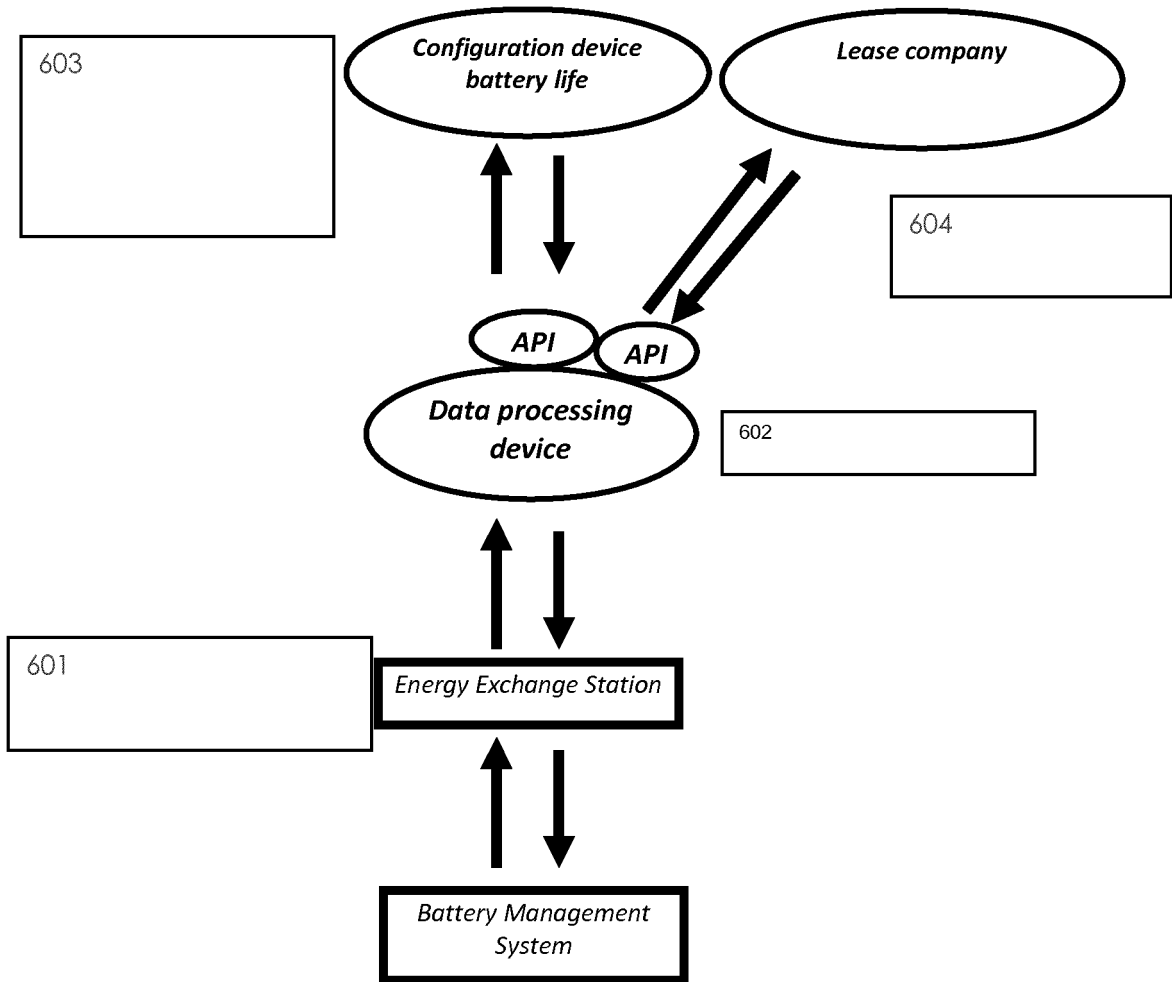 603
Configuration device
battery life
Lease company
604
API
API
Data processing
device
602
601
Energy Exchange Station
Battery Management
System